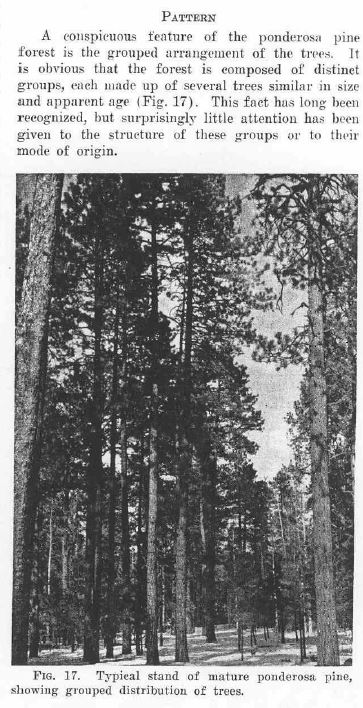 PATTERN
A conspicuous feature of the ponderosa pine
forest is the grouped arrangement of the trees. It
is obvious that the forest is composed of distinct
groups, each made up of several trees similar in size
and apparent age (Fig. 17). This fact has long been
recognized, but surprisingly little attention has been
given to the structure of these groups or to their
mode of origin.
FIG. 17. Typical stand of mature ponderosa pine,
showing grouped distribution of trees.